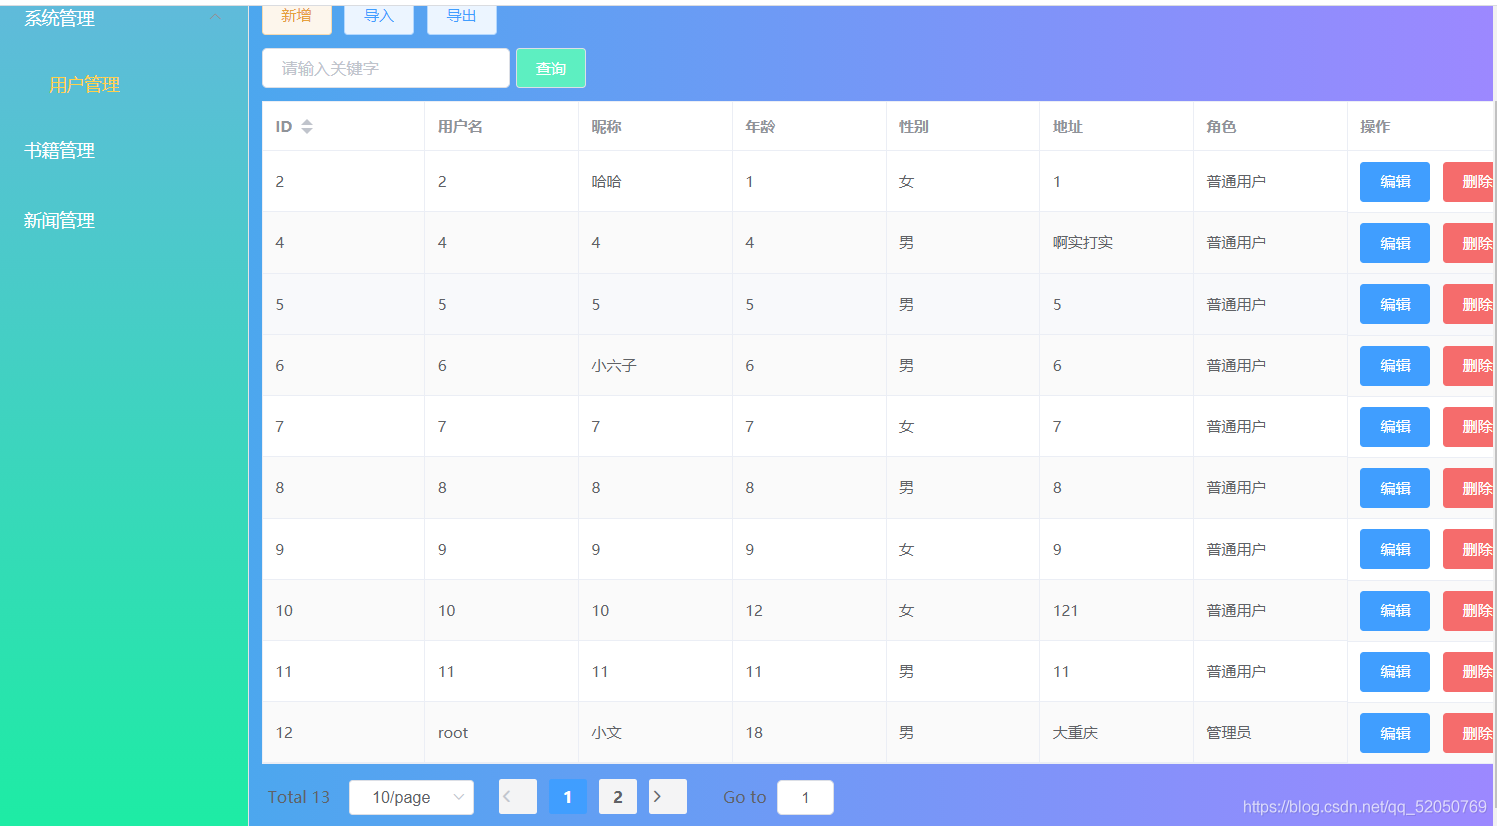 系统管理
用户管理
书籍管理
新闻管理
新增 导入 导出
请输入关键字 查询
ID 用户名 昵称 年龄 性别 地址 角色 操作
2 2 哈哈 1 女 1 普通用户 编辑 删除
4 4 4 4 男 啊实打实 普通用户 编辑 删除
5 5 5 5 男 5 普通用户 编辑 删除
6 6 小六子 6 男 6 普通用户 编辑 删除
7 7 7 7 女 7 普通用户 编辑 删除
8 8 8 8 男 8 普通用户 编辑 删除
9 9 9 9 女 9 普通用户 编辑 删除
10 10 10 12 女 121 普通用户 编辑 删除
11 11 11 11 男 11 普通用户 编辑 删除
12 root 小文 18 男 大重庆 管理员 编辑 删除
Total 13 10/page 1 2 Go to 1
https://blog.csdn.net/qq_52050769